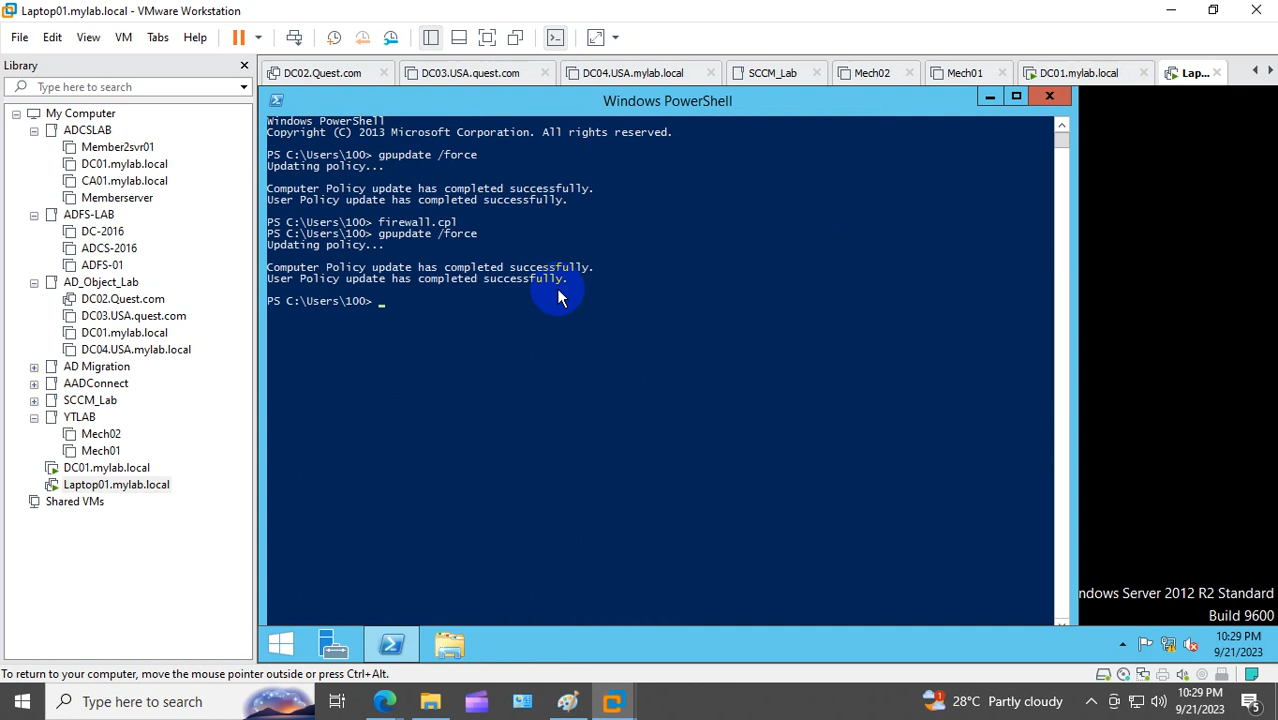 Laptop01.mylab.local - VMware Workstation
File Edit View VM Tabs Help
Library
Type here to search
My Computer
ADCSLAB
Member2svr01
DC01.mylab.local
CA01.mylab.local
Memberserver
ADFS-LAB
DC-2016
ADCS-2016
ADFS-01
AD_Object_Lab
DC02.Quest.com
DC03.USA.quest.com
DC01.mylab.local
DC04.USA.mylab.local
AD Migration
AADConnect
SCCM_Lab
YTLAB
Mech02
Mech01
DC01.mylab.local
Laptop01.mylab.local
Shared VMs
DC02.Quest.com DC03.USA.quest.com DC04.USA.mylab.local SCCM_Lab Mech02 Mech01 DC01.mylab.local Lap...
Windows PowerShell
Windows PowerShell
Copyright (C) 2013 Microsoft Corporation. All rights reserved.
PS C:\Users\100> gpupdate /force
Updating policy...
Computer Policy update has completed successfully.
User Policy update has completed successfully.
PS C:\Users\100> firewall.cpl
PS C:\Users\100> gpupdate /force
Updating policy...
Computer Policy update has completed successfully.
User Policy update has completed successfully.
PS C:\Users\100> _
ndows Server 2012 R2 Standard
Build 9600
10:29 PM
9/21/2023
To return to your computer, move the mouse pointer outside or press Ctrl+Alt.
Type here to search
1
28°C Partly cloudy
10:29 PM
9/21/2023
5